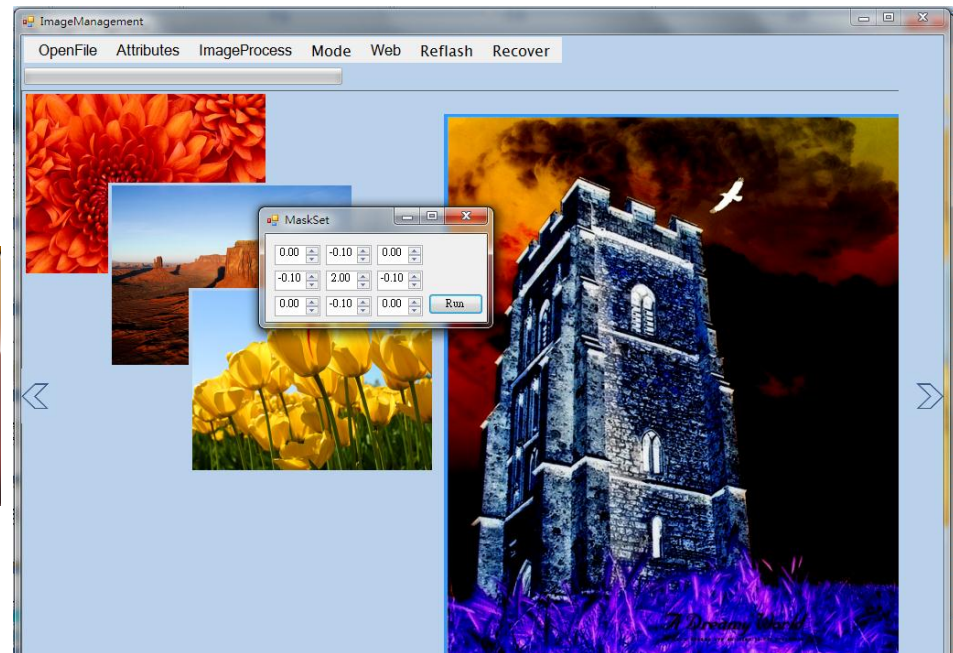 ImageManagement
OpenFile Attributes ImageProcess Mode Web Reflash Recover
MaskSet
0.00 -0.10 0.00
-0.10 2.00 -0.10
0.00 -0.10 0.00 Run
A Dreamy World